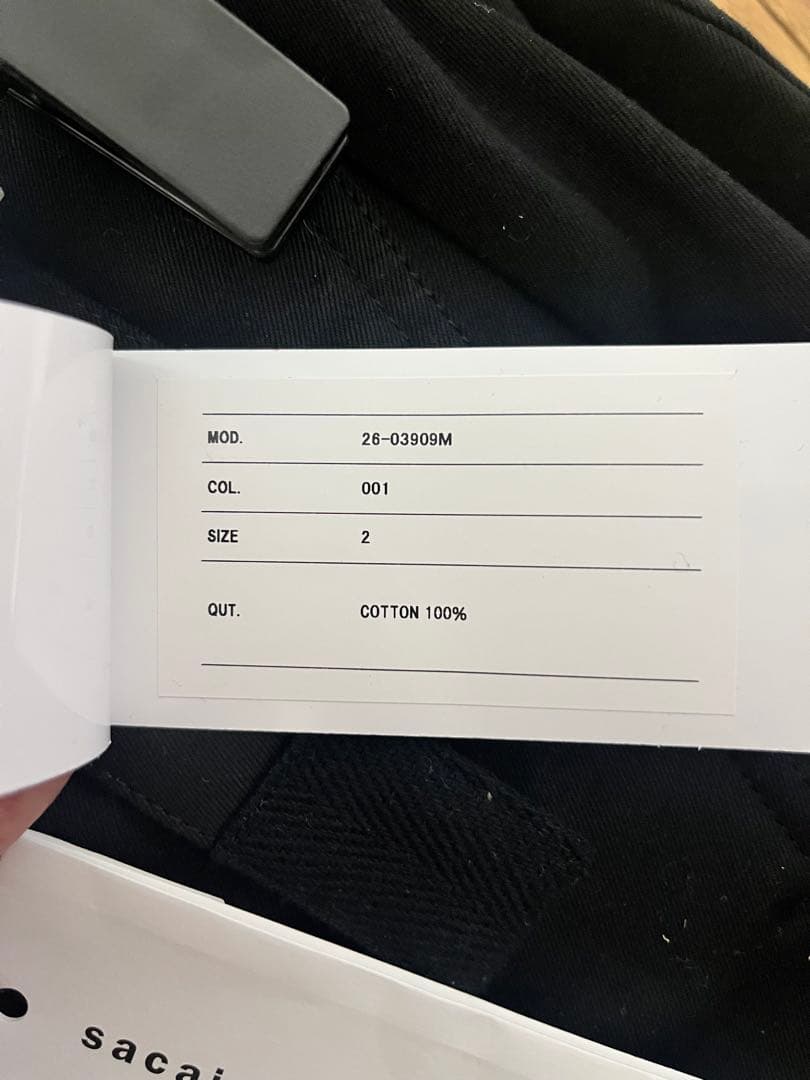 MOD. 26-03909M
COL. 001
SIZE 2
QUT. COTTON 100%
sacai